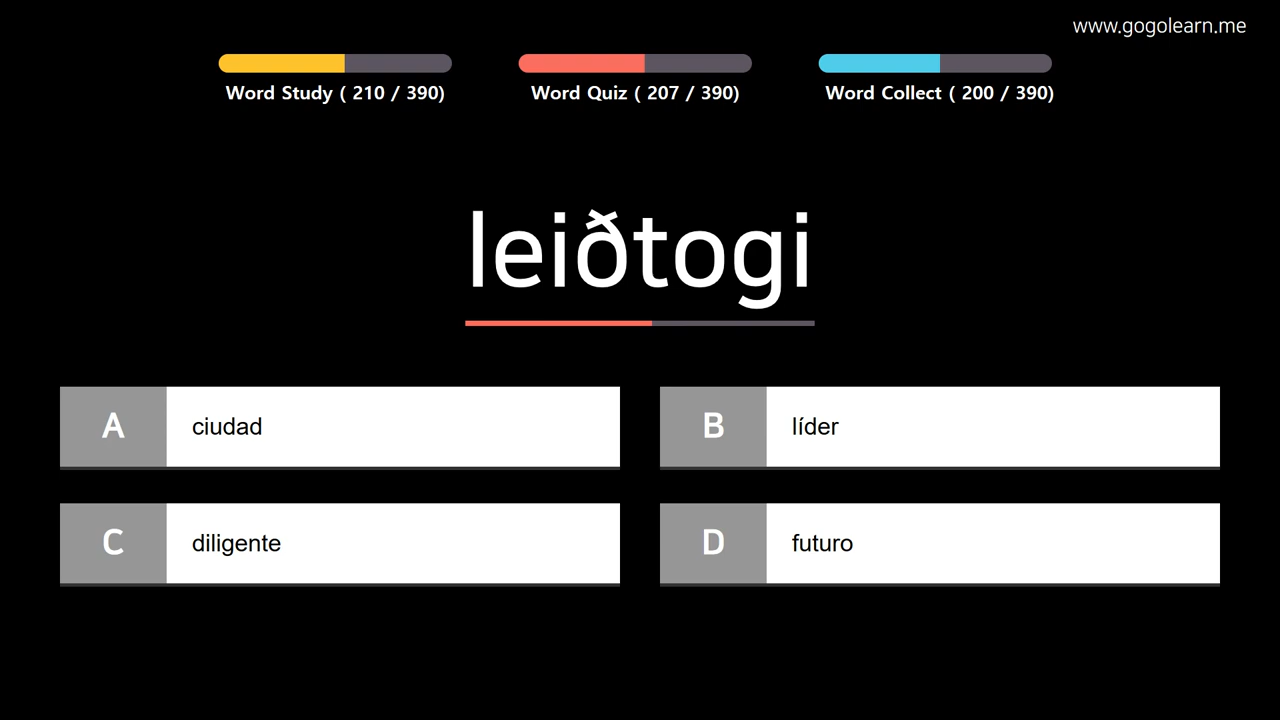 www.gogolearn.me
Word Study ( 210 / 390)
Word Quiz ( 207 / 390)
Word Collect ( 200 / 390)
leiðtogi
A
ciudad
B
líder
C
diligente
D
futuro